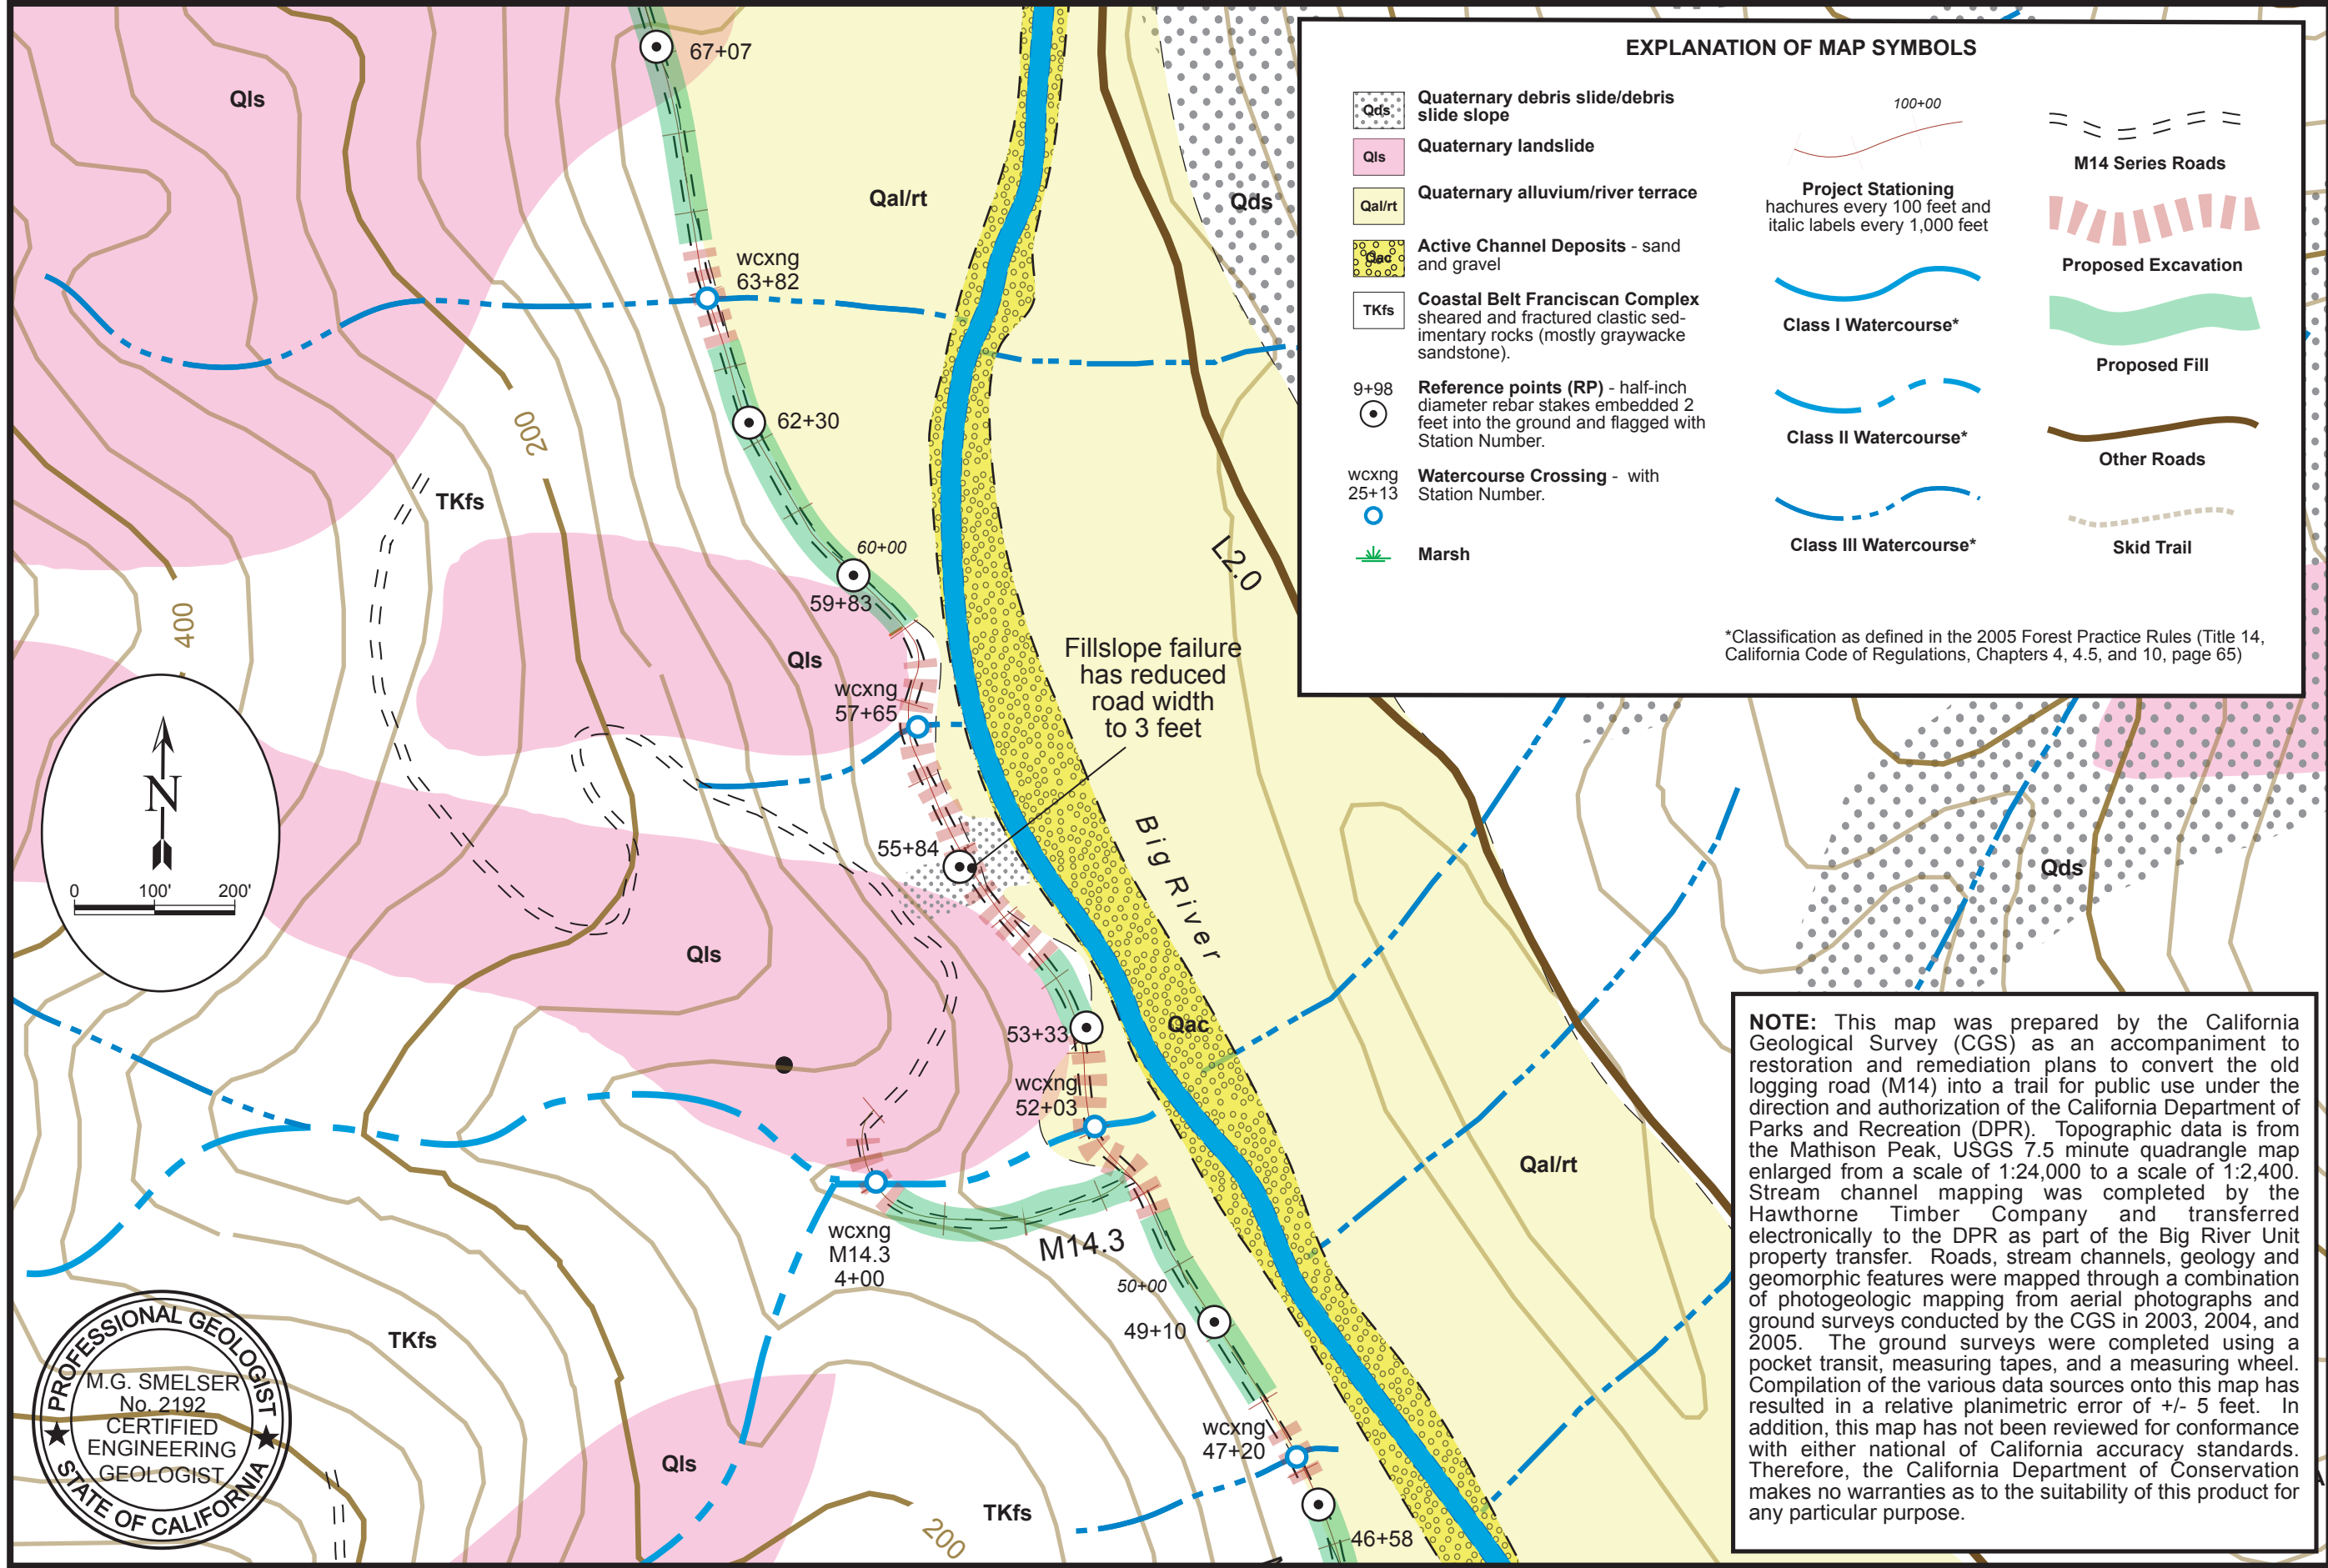 67+07
Qls
Qal/rt
Qds
wcxng
63+82
62+30
200
TKfs
60+00
59+83
400
Qls
L2.0
Fillslope failure
has reduced
road width
to 3 feet
wcxng
57+65
N
0 100' 200'
55+84
Big River
Qds
Qls
53+33
Qac
wcxng
52+03
Qal/rt
wcxng
M14.3
4+00
M14.3
50+00
49+10
TKfs
wcxng
47+20
Qls
TKfs
200
46+58
EXPLANATION OF MAP SYMBOLS
Qds
Quaternary debris slide/debris
slide slope
Qls
Quaternary landslide
Qal/rt
Quaternary alluvium/river terrace
Qac
Active Channel Deposits - sand
and gravel
TKfs
Coastal Belt Franciscan Complex
sheared and fractured clastic sed-
imentary rocks (mostly graywacke
sandstone).
9+98
Reference points (RP) - half-inch
diameter rebar stakes embedded 2
feet into the ground and flagged with
Station Number.
wcxng
25+13
Watercourse Crossing - with
Station Number.
Marsh
100+00
Project Stationing
hachures every 100 feet and
italic labels every 1,000 feet
Class I Watercourse*
Class II Watercourse*
Class III Watercourse*
M14 Series Roads
Proposed Excavation
Proposed Fill
Other Roads
Skid Trail
*Classification as defined in the 2005 Forest Practice Rules (Title 14,
California Code of Regulations, Chapters 4, 4.5, and 10, page 65)
NOTE: This map was prepared by the California
Geological Survey (CGS) as an accompaniment to
restoration and remediation plans to convert the old
logging road (M14) into a trail for public use under the
direction and authorization of the California Department of
Parks and Recreation (DPR). Topographic data is from
the Mathison Peak, USGS 7.5 minute quadrangle map
enlarged from a scale of 1:24,000 to a scale of 1:2,400.
Stream channel mapping was completed by the
Hawthorne Timber Company and transferred
electronically to the DPR as part of the Big River Unit
property transfer. Roads, stream channels, geology and
geomorphic features were mapped through a combination
of photogeologic mapping from aerial photographs and
ground surveys conducted by the CGS in 2003, 2004, and
2005. The ground surveys were completed using a
pocket transit, measuring tapes, and a measuring wheel.
Compilation of the various data sources onto this map has
resulted in a relative planimetric error of +/- 5 feet. In
addition, this map has not been reviewed for conformance
with either national of California accuracy standards.
Therefore, the California Department of Conservation
makes no warranties as to the suitability of this product for
any particular purpose.
PROFESSIONAL GEOLOGIST
M.G. SMELSER
No. 2192
CERTIFIED
ENGINEERING
GEOLOGIST
STATE OF CALIFORNIA